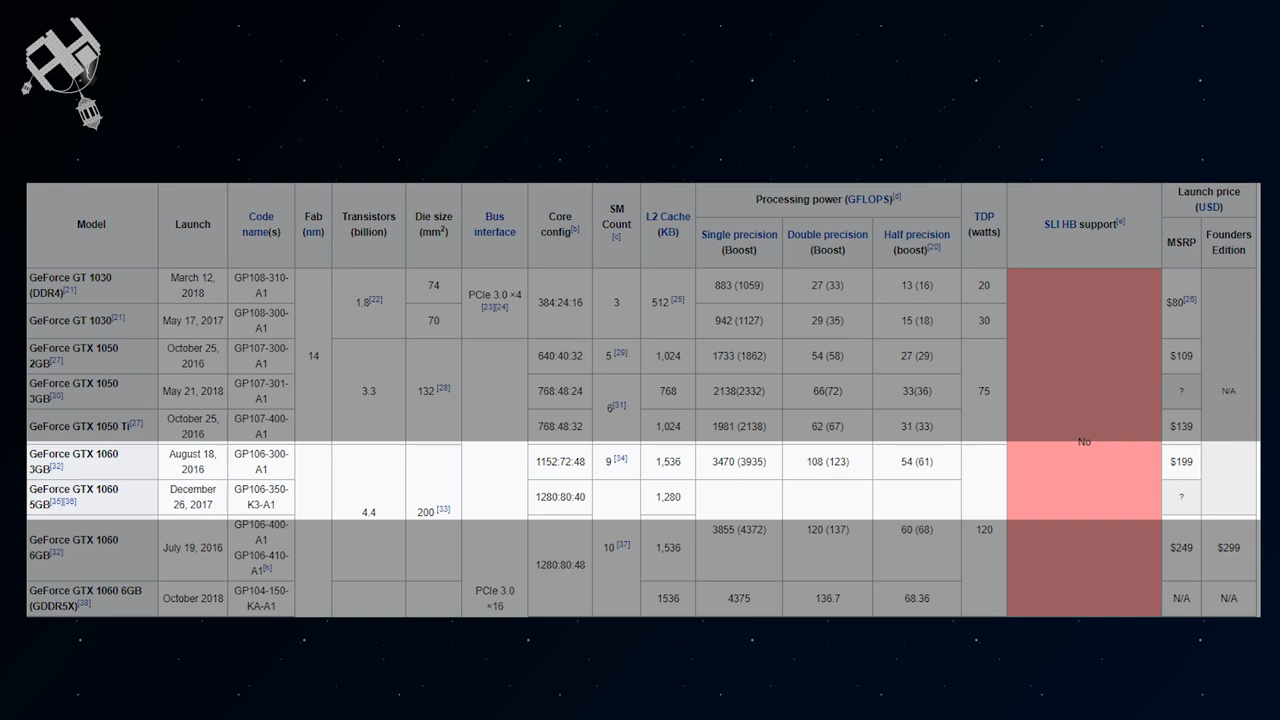 Model Launch Code name(s) Fab (nm) Transistors (billion) Die size (mm2) Bus interface Core config[b] SM Count [c] L2 Cache (KB) Processing power (GFLOPS)[d] TDP (watts) SLI HB support[e] Launch price (USD)
Single precision (Boost) Double precision (Boost) Half precision (boost)[20] MSRP Founders Edition
GeForce GT 1030 (DDR4)[21] March 12, 2018 GP108-310-A1 14 1.8[22] 74 PCIe 3.0 ×4 [23][24] 384:24:16 3 512 [25] 883 (1059) 27 (33) 13 (16) 20 No $80[26] N/A
GeForce GT 1030[21] May 17, 2017 GP108-300-A1 70 942 (1127) 29 (35) 15 (18) 30
GeForce GTX 1050 2GB[27] October 25, 2016 GP107-300-A1 3.3 132 [28] PCIe 3.0 ×16 640:40:32 5 [29] 1,024 1733 (1862) 54 (58) 27 (29) 75 $109
GeForce GTX 1050 3GB[30] May 21, 2018 GP107-301-A1 768:48:24 6[31] 768 2138(2332) 66(72) 33(36) ?
GeForce GTX 1050 Ti[27] October 25, 2016 GP107-400-A1 768:48:32 1,024 1981 (2138) 62 (67) 31 (33) $139
GeForce GTX 1060 3GB[32] August 18, 2016 GP106-300-A1 4.4 200 [33] 1152:72:48 9 [34] 1,536 3470 (3935) 108 (123) 54 (61) 120 $199
GeForce GTX 1060 5GB[35][36] December 26, 2017 GP106-350-K3-A1 1280:80:40 10 [37] 1,280 3855 (4372) 120 (137) 60 (68) ?
GeForce GTX 1060 6GB[32] July 19, 2016 GP106-400-A1 GP106-410-A1[h] 1280:80:48 1,536 $249 $299
GeForce GTX 1060 6GB (GDDR5X)[38] October 2018 GP104-150-KA-A1 1536 4375 136.7 68.36 N/A N/A